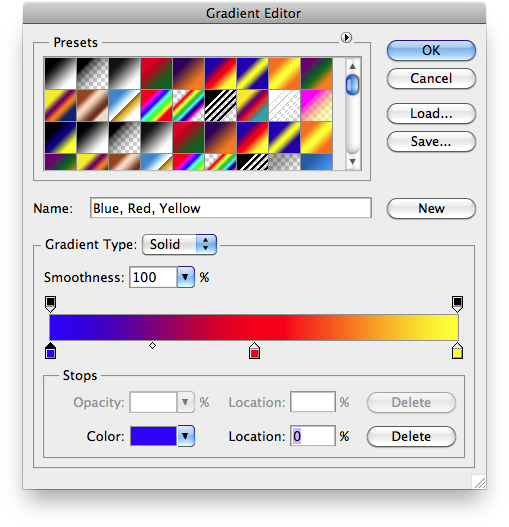 Gradient Editor
Presets
OK
Cancel
Load...
Save...
Name: Blue, Red, Yellow New
Gradient Type: Solid
Smoothness: 100 %
Stops
Opacity: % Location: % Delete
Color: Location: 0 % Delete